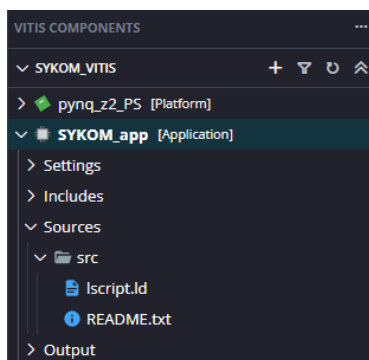 VITIS COMPONENTS
SYKOM_VITIS
pynq_z2_PS [Platform]
SYKOM_app [Application]
Settings
Includes
Sources
src
lscript.ld
README.txt
Output